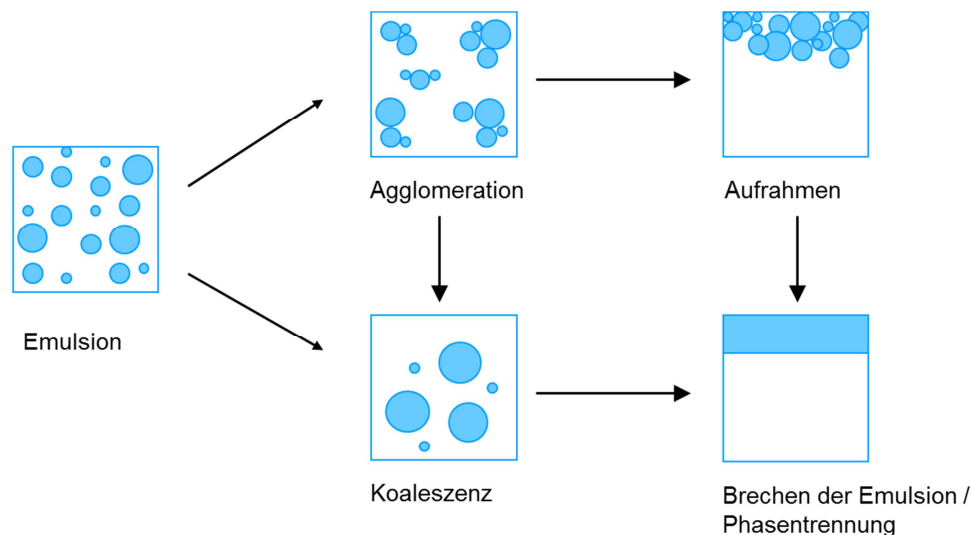 Agglomeration
Aufrahmen
Emulsion
Koaleszenz
Brechen der Emulsion /
Phasentrennung